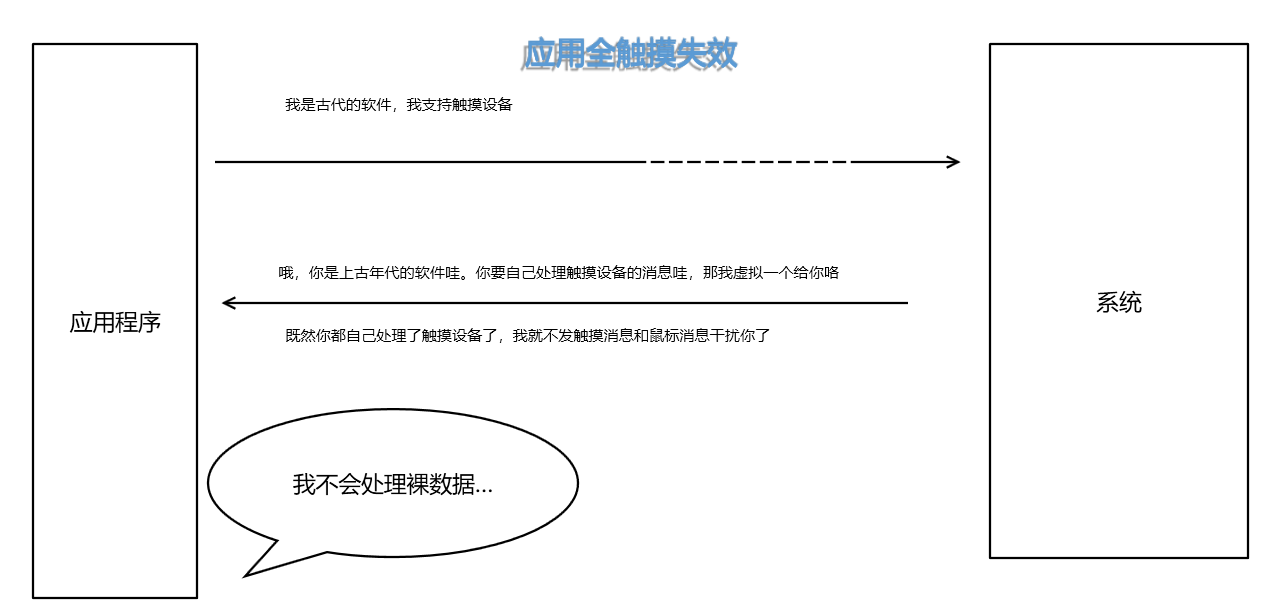 应用全触摸失效
我是古代的软件，我支持触摸设备
哦，你是上古年代的软件哇。你要自己处理触摸设备的消息哇，那我虚拟一个给你咯
应用程序
系统
既然你都自己处理了触摸设备了，我就不发触摸消息和鼠标消息干扰你了
我不会处理裸数据...